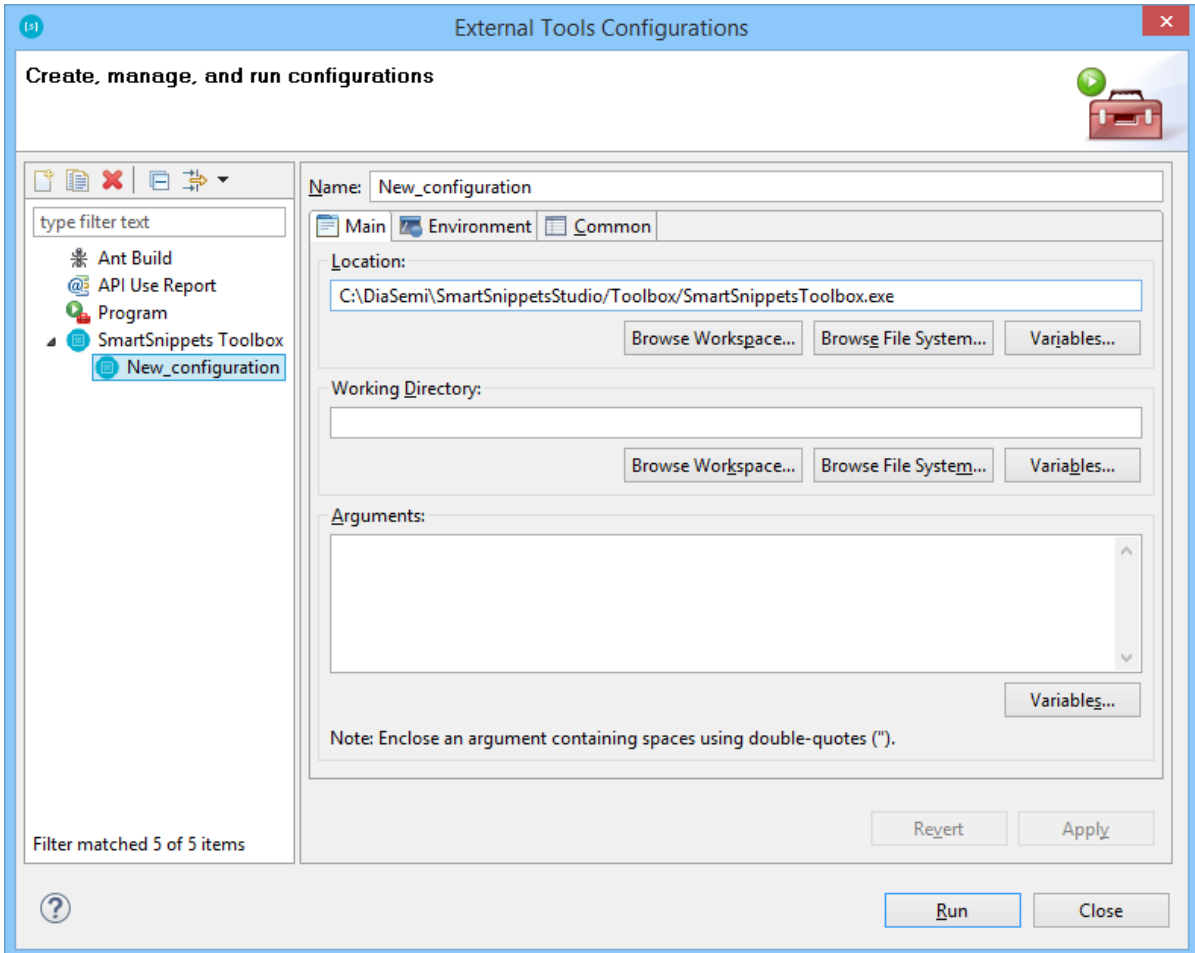 External Tools Configurations
Create, manage, and run configurations
type filter text
Ant Build
API Use Report
Program
SmartSnippets Toolbox
New_configuration
Filter matched 5 of 5 items
Name: New_configuration
Main Environment Common
Location:
C:\DiaSemi\SmartSnippetsStudio/Toolbox/SmartSnippetsToolbox.exe
Browse Workspace... Browse File System... Variables...
Working Directory:
Browse Workspace... Browse File System... Variables...
Arguments:
Variables...
Note: Enclose an argument containing spaces using double-quotes (").
Revert Apply
Run Close